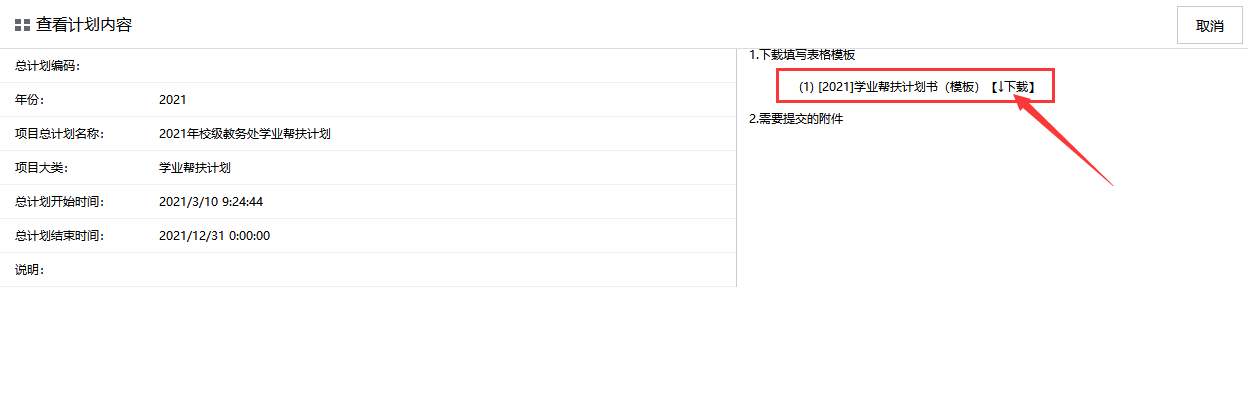 查看计划内容
取消
总计划编码：
年份： 2021
项目总计划名称： 2021年校级教务处学业帮扶计划
项目大类： 学业帮扶计划
总计划开始时间： 2021/3/10 9:24:44
总计划结束时间： 2021/12/31 0:00:00
说明：
1.下载填写表格模板
(1) [2021]学业帮扶计划书（模板）【↓下载】
2.需要提交的附件